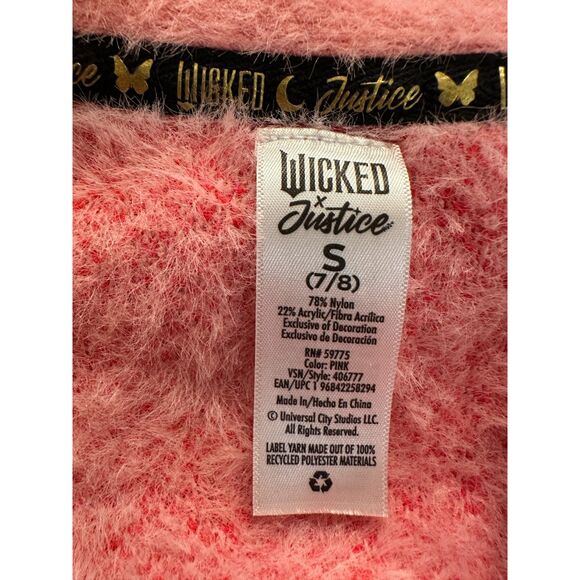 stice WICKED Justice W
WICKED
x
Justice
S
(7/8)
78% Nylon
22% Acrylic/Fibra Acrílica
Exclusive of Decoration
Exclusivo de Decoración
RN# 59775
Color: PINK
VSN/Style: 406777
EAN/UPC 1 96842258294
Made In/Hecho En China
© Universal City Studios LLC.
All Rights Reserved.
LABEL YARN MADE OUT OF 100%
RECYCLED POLYESTER MATERIALS